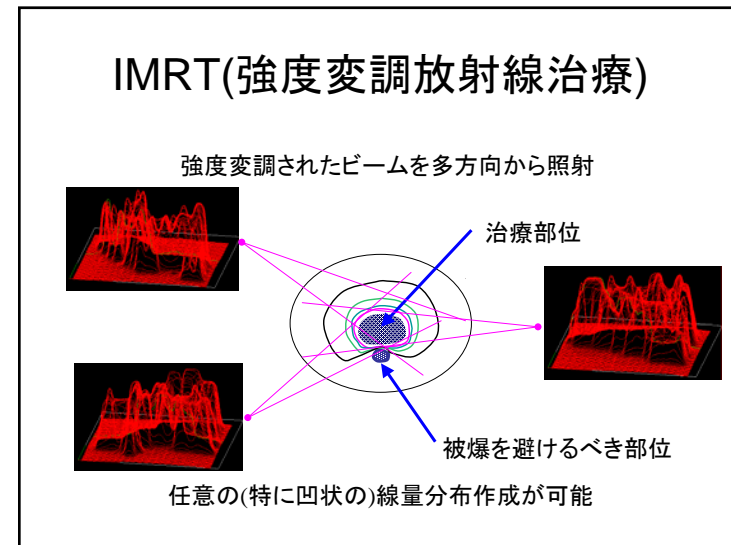 IMRT(強度変調放射線治療)
強度変調されたビームを多方向から照射
治療部位
被爆を避けるべき部位
任意の(特に凹状の)線量分布作成が可能